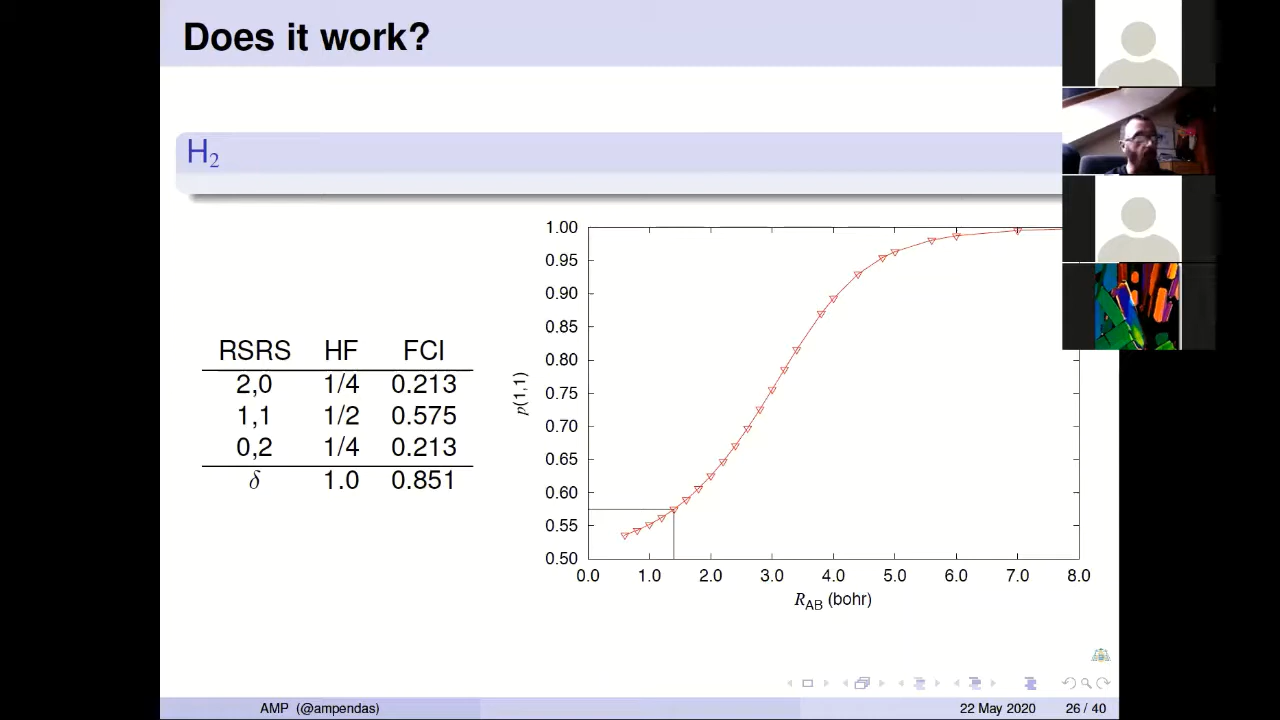 Does it work?
H2
RSRS HF FCI
2,0 1/4 0.213
1,1 1/2 0.575
0,2 1/4 0.213
δ 1.0 0.851
1.00
0.95
0.90
0.85
0.80
0.75
0.70
0.65
0.60
0.55
0.50
p(1,1)
0.0 1.0 2.0 3.0 4.0 5.0 6.0 7.0 8.0
RAB (bohr)
AMP (@ampendas) 22 May 2020 26 / 40